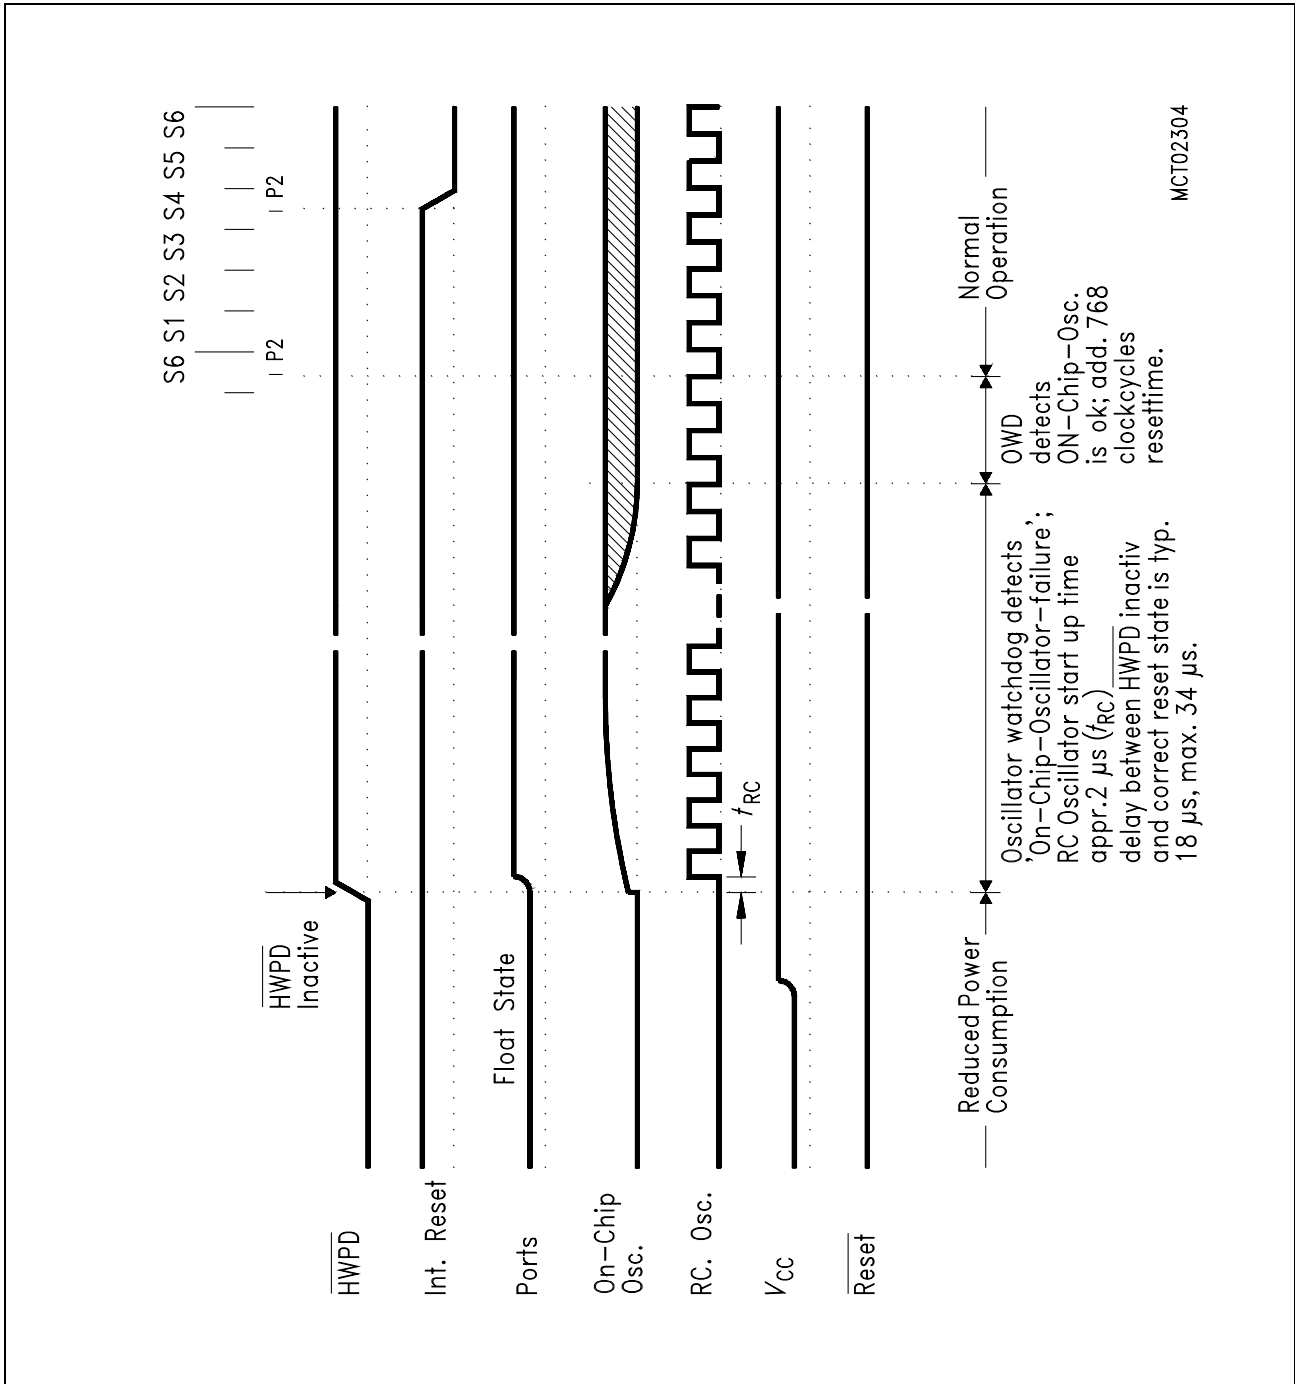 S6 S1 S2 S3 S4 S5 S6
P2 P2
HWPD
Inactive
HWPD
Int. Reset
Float State
Ports
On-Chip
Osc.
RC. Osc.
tRC
VCC
Reset
Reduced Power
Consumption
Oscillator watchdog detects
'On-Chip-Oscillator-failure';
RC Oscillator start up time
appr.2 µs (tRC)
delay between HWPD inactiv
and correct reset state is typ.
18 µs, max. 34 µs.
OWD
detects
ON-Chip-Osc.
is ok; add. 768
clockcycles
resettime.
Normal
Operation
MCT02304